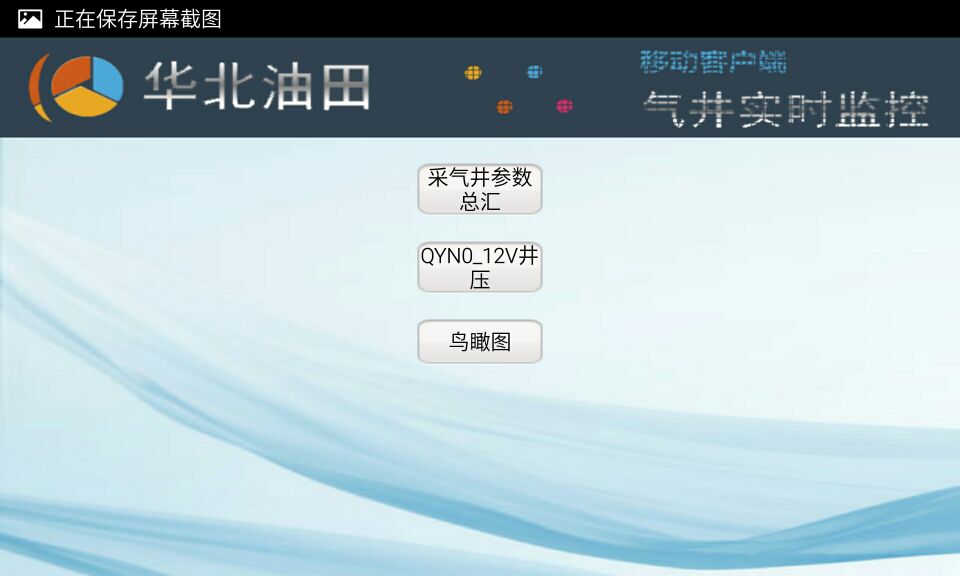 正在保存屏幕截图
华北油田
移动客户端
气井实时监控
采气井参数
总汇
QYN0_12V井
压
鸟瞰图